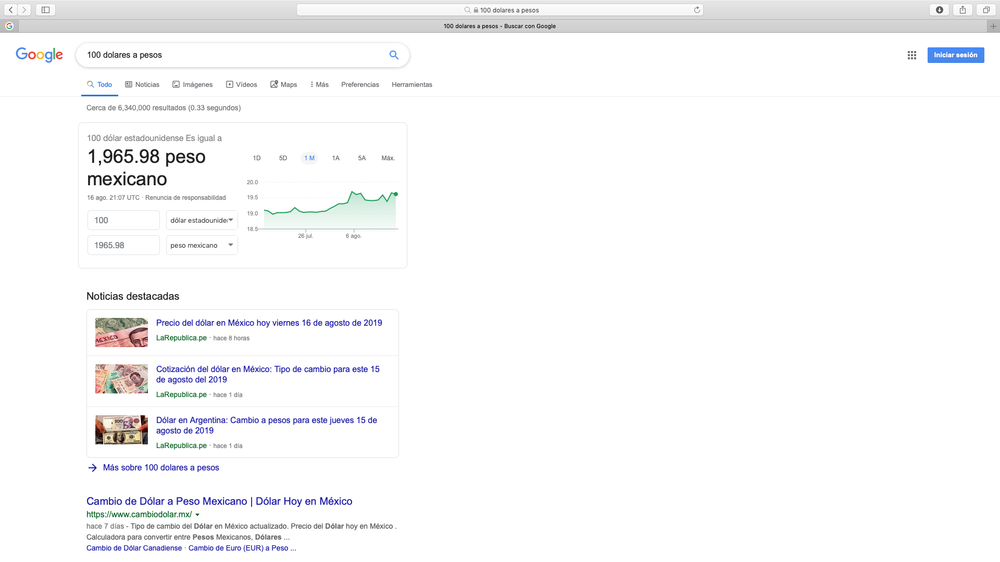 100 dolares a pesos
100 dolares a pesos - Buscar con Google
Google
100 dolares a pesos
Iniciar sesión
Todo Noticias Imágenes Vídeos Maps Más Preferencias Herramientas
Cerca de 6,340,000 resultados (0.33 segundos)
100 dólar estadounidense Es igual a
1,965.98 peso
mexicano
16 ago. 21:07 UTC · Renuncia de responsabilidad
100 dólar estadounide
1965.98 peso mexicano
1D 5D 1 M 1A 5A Máx.
20.0
19.5
19.0
18.5
26 jul. 6 ago.
Noticias destacadas
Precio del dólar en México hoy viernes 16 de agosto de 2019
LaRepublica.pe · hace 8 horas
MEXICO
Cotización del dólar en México: Tipo de cambio para este 15
de agosto del 2019
LaRepublica.pe · hace 1 día
200
500
Dólar en Argentina: Cambio a pesos para este jueves 15 de
agosto de 2019
LaRepublica.pe · hace 1 día
100
→ Más sobre 100 dolares a pesos
Cambio de Dólar a Peso Mexicano | Dólar Hoy en México
https://www.cambiodolar.mx/
hace 7 días - Tipo de cambio del Dólar en México actualizado. Precio del Dólar hoy en México .
Calculadora para convertir entre Pesos Mexicanos, Dólares ...
Cambio de Dólar Canadiense · Cambio de Euro (EUR) a Peso ...